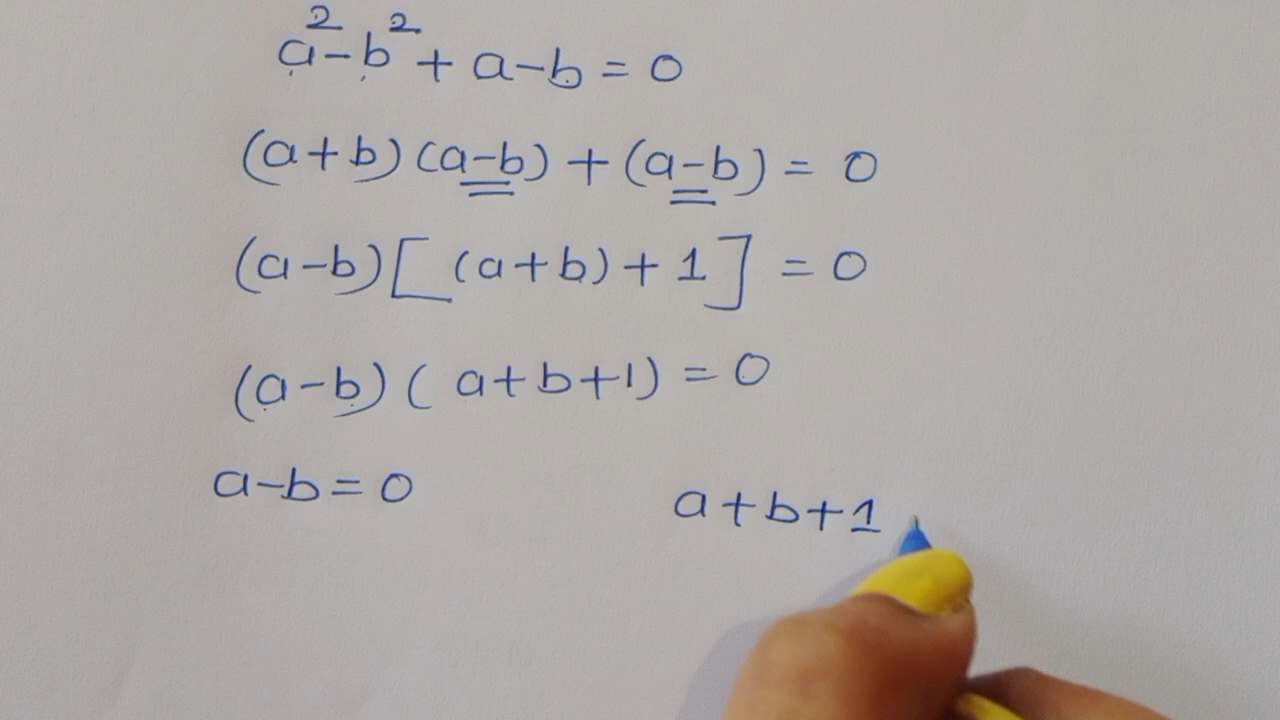 a²-b²+a-b=0
(a+b)(a-b)+(a-b)=0
(a-b)[(a+b)+1]=0
(a-b)(a+b+1)=0
a-b=0 a+b+1